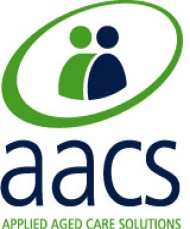 aacs
APPLIED AGED CARE SOLUTIONS